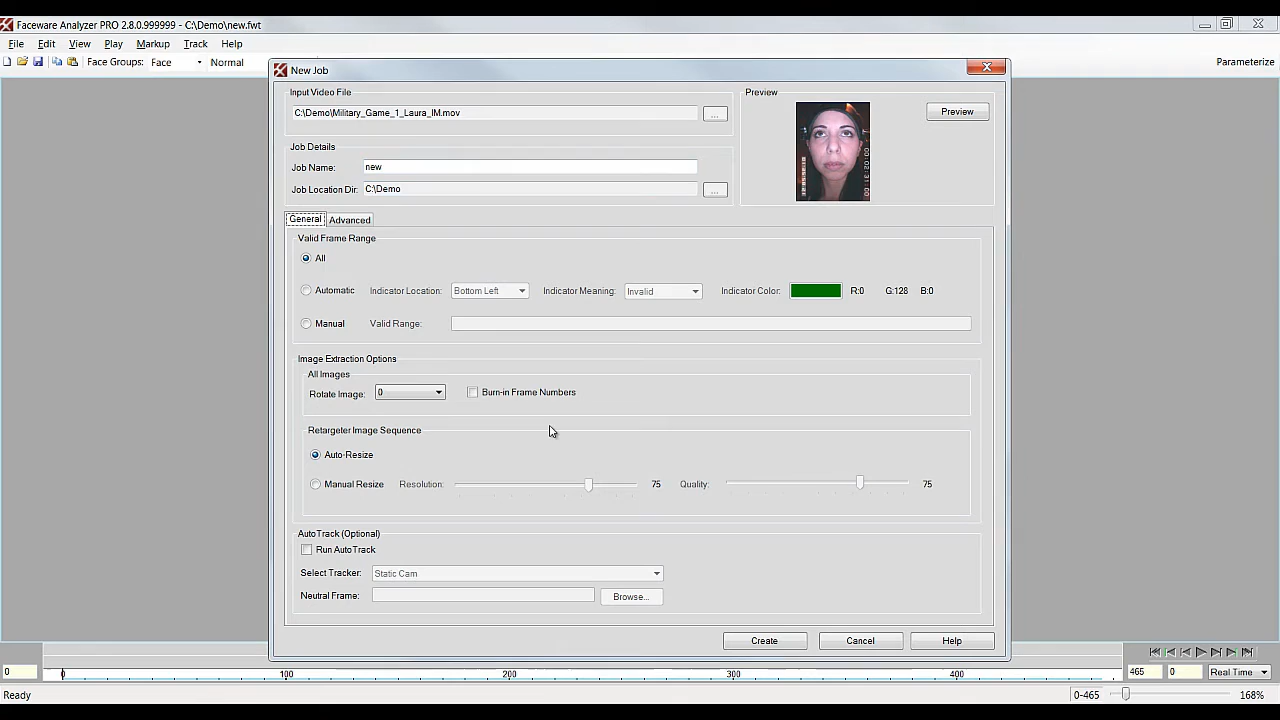 Faceware Analyzer PRO 2.8.0.999999 - C:\Demo\new.fwt
File Edit View Play Markup Track Help
Face Groups: Face Normal Parameterize
New Job
Input Video File
C:\Demo\Military_Game_1_Laura_IM.mov ...
Preview
Preview
Job Details
Job Name: new
Job Location Dir: C:\Demo ...
General Advanced
Valid Frame Range
All
Automatic Indicator Location: Bottom Left Indicator Meaning: Invalid Indicator Color: R:0 G:128 B:0
Manual Valid Range:
Image Extraction Options
All Images
Rotate Image: 0 Burn-in Frame Numbers
Retargeter Image Sequence
Auto-Resize
Manual Resize Resolution: 75 Quality: 75
AutoTrack (Optional)
Run AutoTrack
Select Tracker: Static Cam
Neutral Frame: Browse...
Create Cancel Help
0 0 100 200 300 400 465 0 Real Time
Ready 0-465 168%